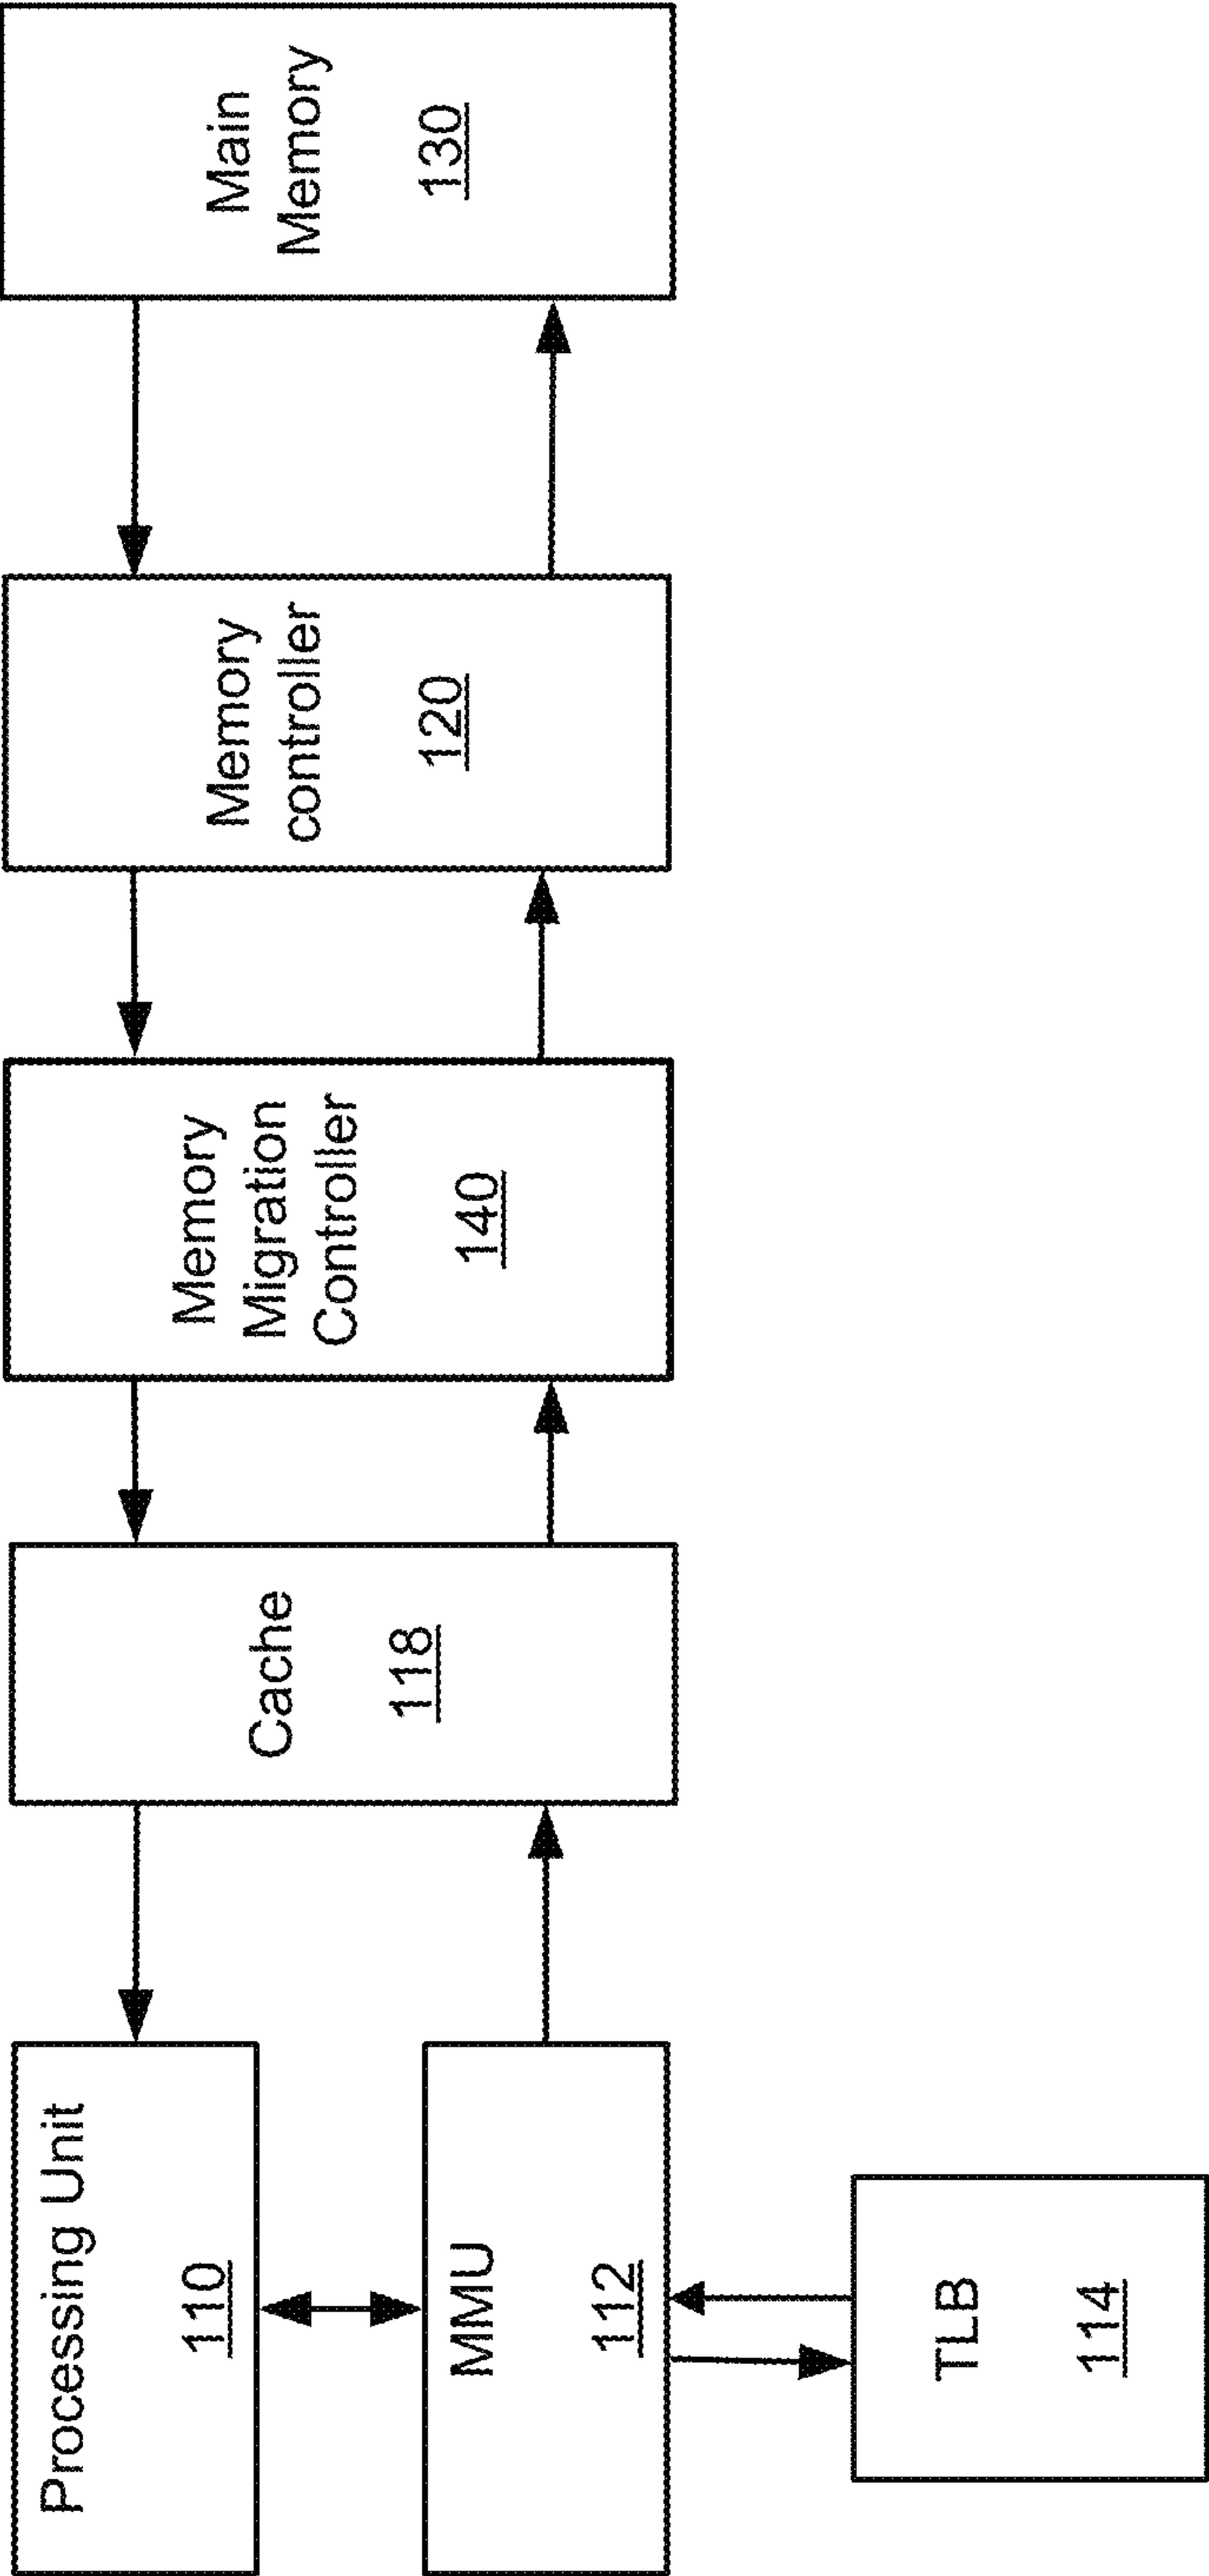 Processing Unit
110
MMU
112
TLB
114
Cache
118
Memory
Migration
Controller
140
Memory
controller
120
Main
Memory
130